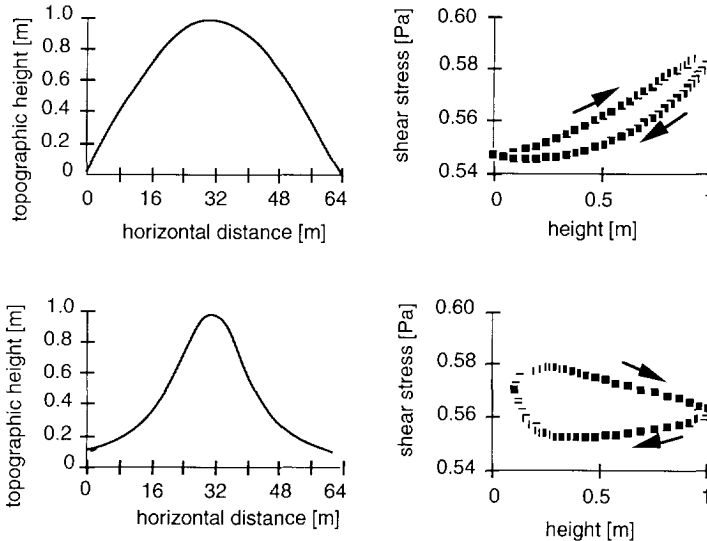 topographic height [m]
1.0
0.8
0.6
0.4
0.2
0
0 16 32 48 64
horizontal distance [m]
shear stress [Pa]
0.60
0.58
0.56
0.54
0 0.5 1
height [m]
topographic height [m]
1.0
0.8
0.6
0.4
0.2
0
0 16 32 48 64
horizontal distance [m]
shear stress [Pa]
0.60
0.58
0.56
0.54
0 0.5 1
height [m]